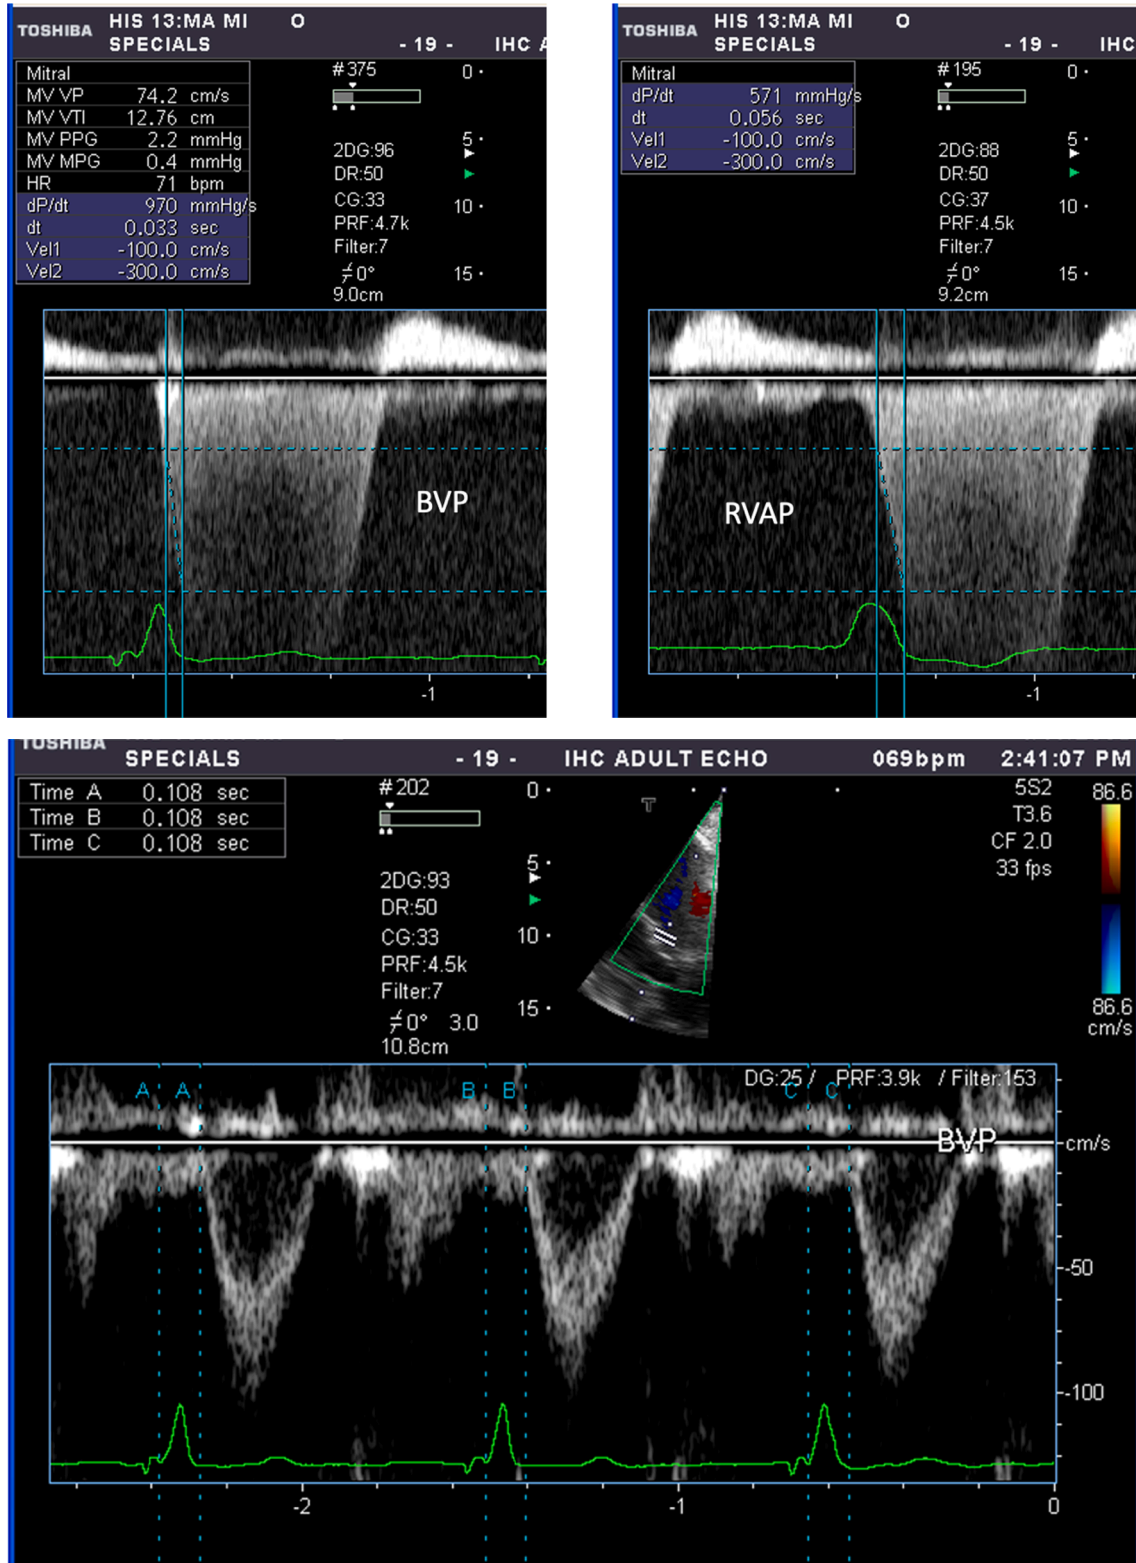 TOSHIBA HIS 13:MA MI O
SPECIALS - 19 - IHC A
Mitral
MV VP 74.2 cm/s
MV VTI 12.76 cm
MV PPG 2.2 mmHg
MV MPG 0.4 mmHg
HR 71 bpm
dP/dt 970 mmHg/s
dt 0.033 sec
Vel1 -100.0 cm/s
Vel2 -300.0 cm/s
#375
2DG:96
DR:50
CG:33
PRF:4.7k
Filter:7
≠0°
9.0cm
0
5
10
15
BVP
-1
TOSHIBA HIS 13:MA MI O
SPECIALS - 19 - IHC
Mitral
dP/dt 571 mmHg/s
dt 0.056 sec
Vel1 -100.0 cm/s
Vel2 -300.0 cm/s
#195
2DG:88
DR:50
CG:37
PRF:4.5k
Filter:7
≠0°
9.2cm
0
5
10
15
RVAP
-1
TOSHIBA
SPECIALS - 19 - IHC ADULT ECHO 069bpm 2:41:07 PM
Time A 0.108 sec
Time B 0.108 sec
Time C 0.108 sec
#202
2DG:93
DR:50
CG:33
PRF:4.5k
Filter:7
≠0° 3.0
10.8cm
0
5
10
15
T
5S2
T3.6
CF 2.0
33 fps
86.6
86.6
cm/s
A A B B C C
DG:25 / PRF:3.9k / Filter:153
BVP
cm/s
-50
-100
-2 -1 0